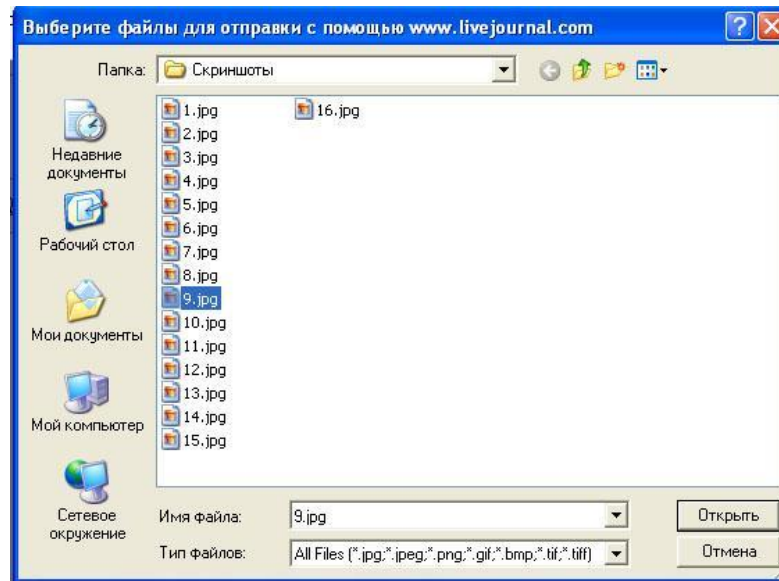 Выберите файлы для отправки с помощью www.livejournal.com
Папка:
Скриншоты
Недавние
документы
Рабочий стол
Мои документы
Мой компьютер
Сетевое
окружение
1.jpg
2.jpg
3.jpg
4.jpg
5.jpg
6.jpg
7.jpg
8.jpg
9.jpg
10.jpg
11.jpg
12.jpg
13.jpg
14.jpg
15.jpg
16.jpg
Имя файла:
9.jpg
Открыть
Тип файлов:
All Files (*.jpg;*.jpeg;*.png;*.gif;*.bmp;*.tif;*.tiff)
Отмена